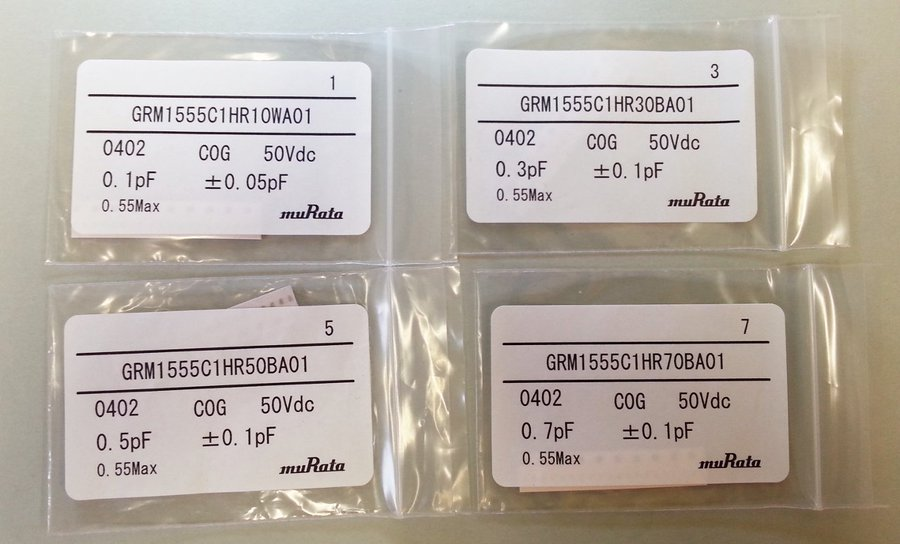 1
GRM1555C1HR10WA01
0402 C0G 50Vdc
0.1pF ±0.05pF
0.55Max
muRata
3
GRM1555C1HR30BA01
0402 C0G 50Vdc
0.3pF ±0.1pF
0.55Max
muRata
5
GRM1555C1HR50BA01
0402 C0G 50Vdc
0.5pF ±0.1pF
0.55Max
muRata
7
GRM1555C1HR70BA01
0402 C0G 50Vdc
0.7pF ±0.1pF
0.55Max
muRata